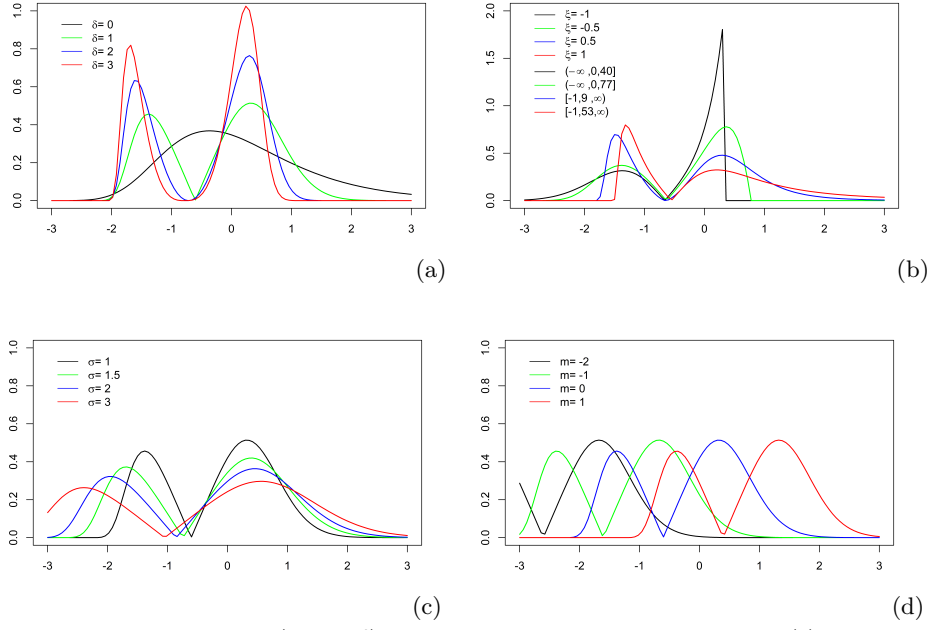 δ= 0
δ= 1
δ= 2
δ= 3
0.0 0.2 0.4 0.6 0.8 1.0
-3 -2 -1 0 1 2 3
(a)
ξ= -1
ξ= -0.5
ξ= 0.5
ξ= 1
(−∞ ,0,40]
(−∞ ,0,77]
[-1,9 ,∞)
[-1,53,∞)
0.0 0.5 1.0 1.5 2.0
-3 -2 -1 0 1 2 3
(b)
σ= 1
σ= 1.5
σ= 2
σ= 3
0.0 0.2 0.4 0.6 0.8 1.0
-3 -2 -1 0 1 2 3
(c)
m= -2
m= -1
m= 0
m= 1
0.0 0.2 0.4 0.6 0.8 1.0
-3 -2 -1 0 1 2 3
(d)